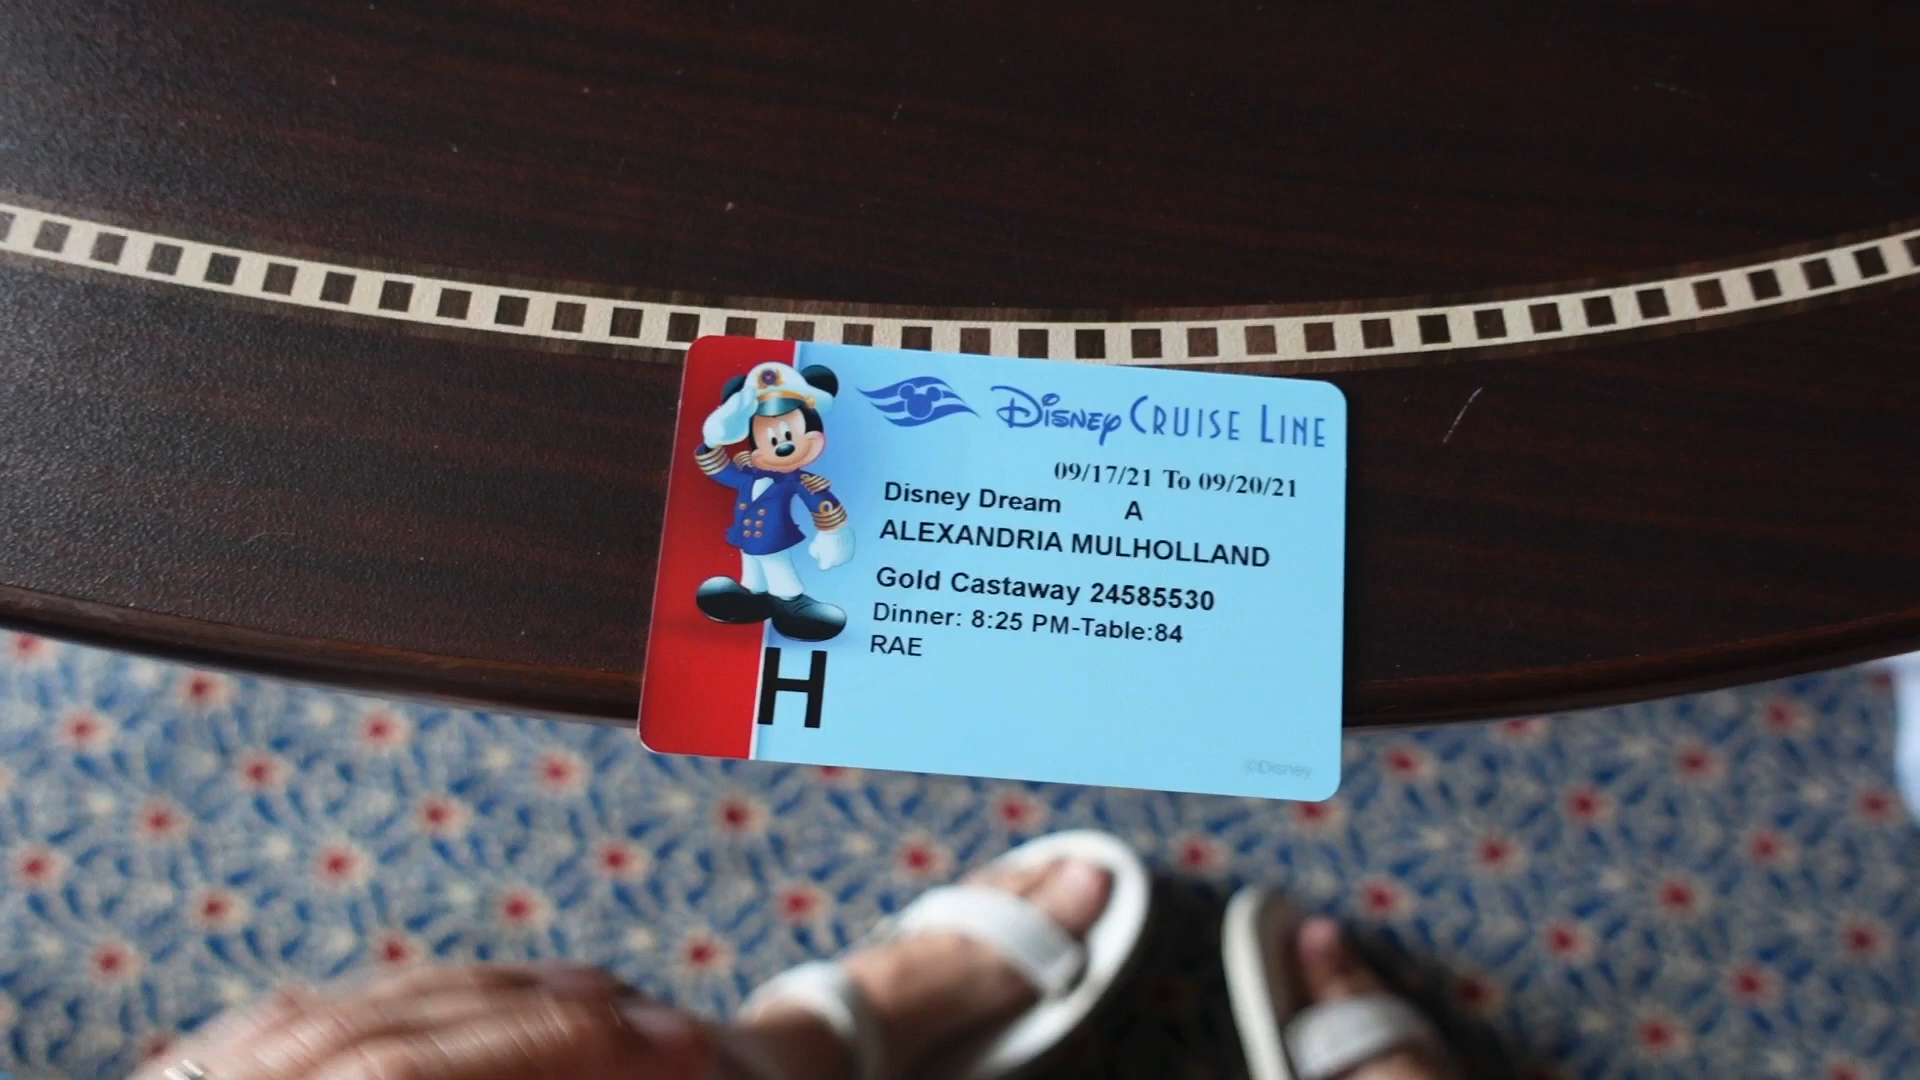 Disney CRUISE LINE
09/17/21 To 09/20/21
Disney Dream A
ALEXANDRIA MULHOLLAND
Gold Castaway 24585530
Dinner: 8:25 PM-Table:84
RAE
H
©Disney